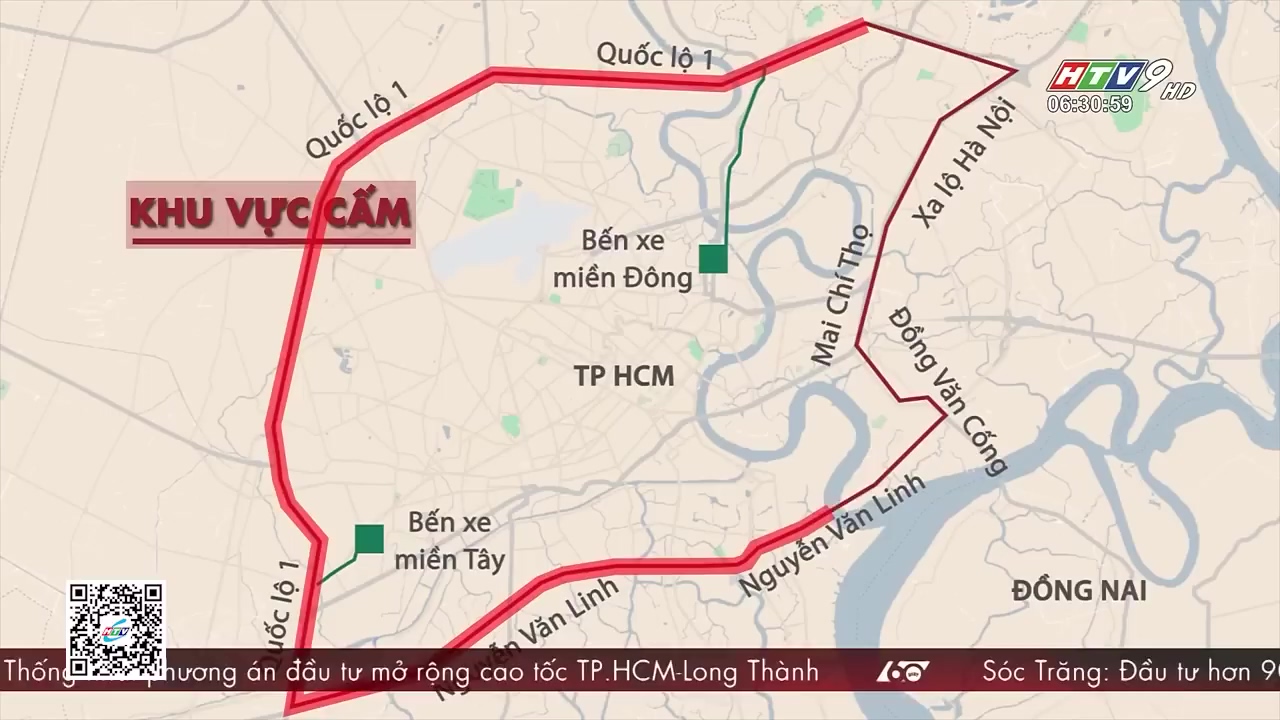 Quốc lộ 1
Quốc lộ 1
HTV9 HD
06:30:59
Xa lộ Hà Nội
KHU VỰC CẤM
Bến xe
miền Đông
Mai Chí Thọ
Đồng Văn Cống
TP HCM
Bến xe
miền Tây
Nguyễn Văn Linh
Quốc lộ 1
Nguyễn Văn Linh
ĐỒNG NAI
HTV
Thống phương án đầu tư mở rộng cao tốc TP.HCM-Long Thành
60 giây
Sóc Trăng: Đầu tư hơn